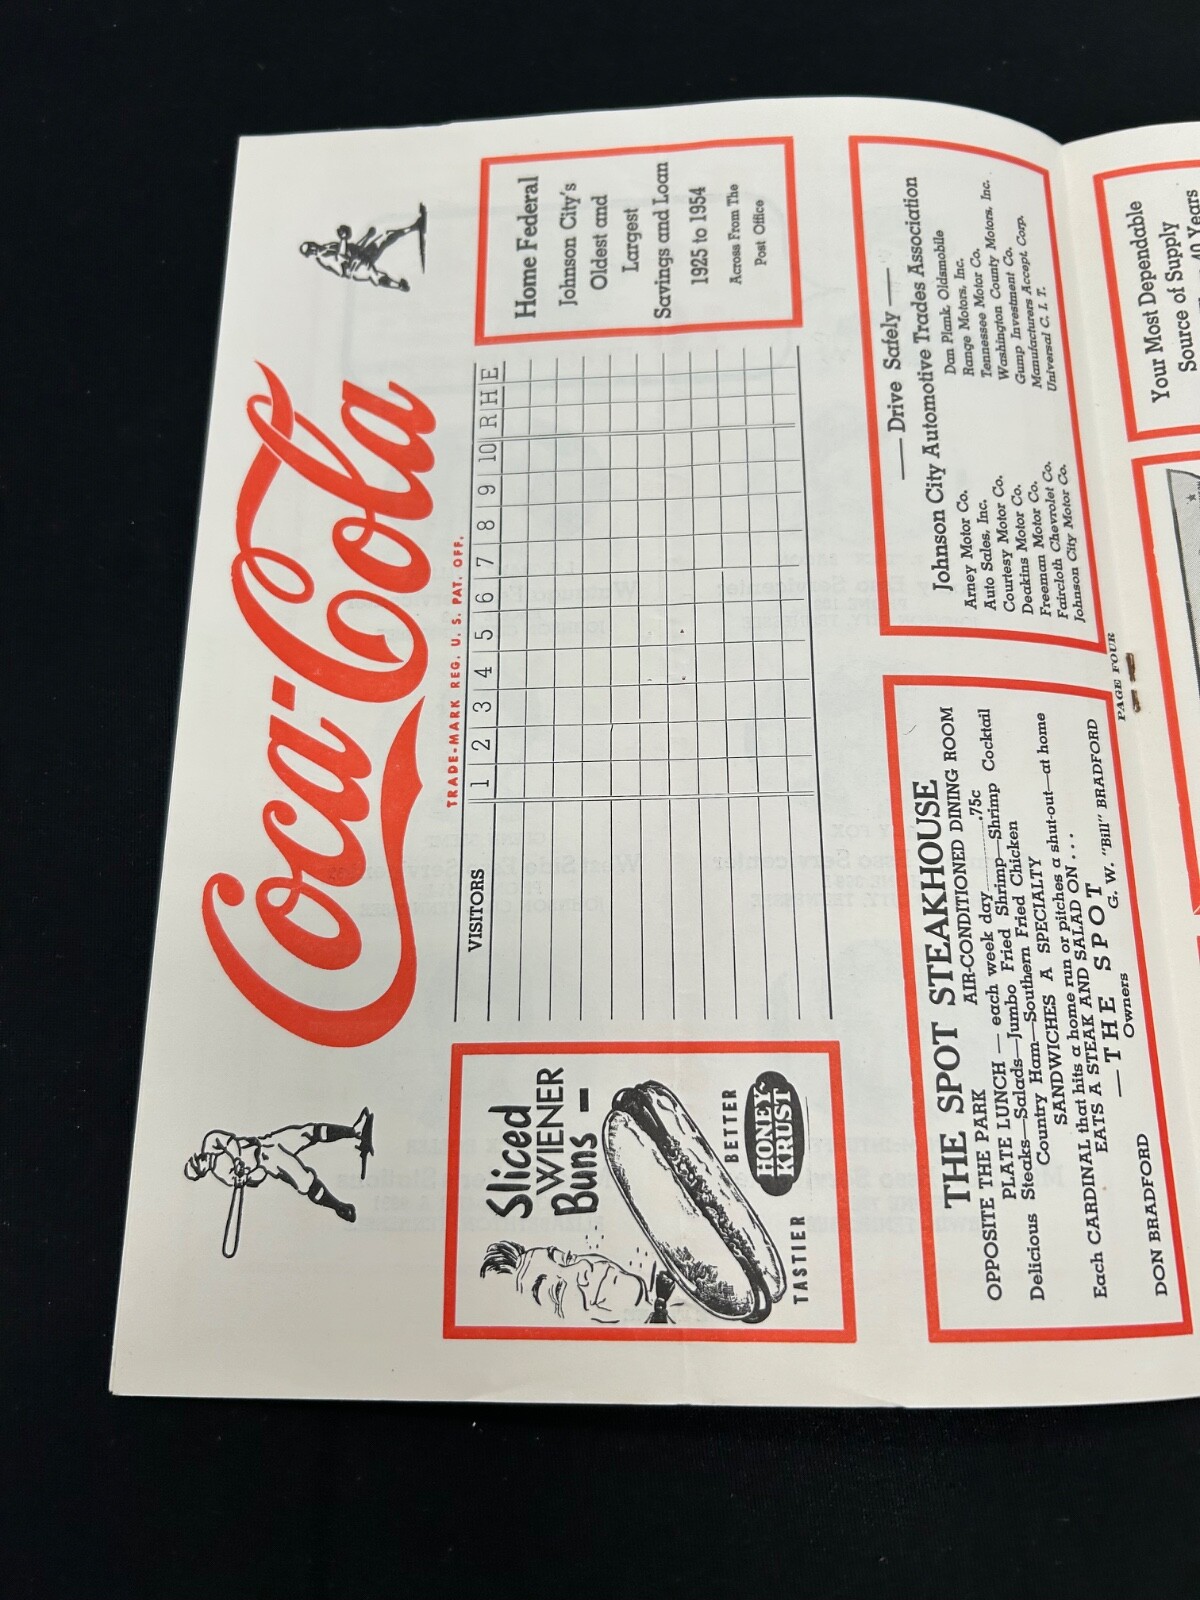 Coca-Cola
TRADE-MARK REG. U. S. PAT. OFF.
Sliced
WIENER
Buns —
BETTER
TASTIER
HONEY-
KRUST
VISITORS 1 2 3 4 5 6 7 8 9 10 R H E
Home Federal
Johnson City's
Oldest and
Largest
Savings and Loan
1925 to 1954
Across From The
Post Office
THE SPOT STEAKHOUSE
OPPOSITE THE PARK AIR-CONDITIONED DINING ROOM
PLATE LUNCH — each week day .75c
Delicious Steaks—Salads—Jumbo Fried Shrimp—Shrimp Cocktail
Country Ham—Southern Fried Chicken
SANDWICHES A SPECIALTY
Each CARDINAL that hits a home run or pitches a shut-out—at home
EATS A STEAK AND SALAD ON . . .
— THE SPOT
Owners
DON BRADFORD G. W. "Bill" BRADFORD
— Drive Safely —
Johnson City Automotive Trades Association
Arney Motor Co.
Auto Sales, Inc.
Courtesy Motor Co.
Deakins Motor Co.
Freeman Motor Co.
Faircloth Chevrolet Co.
Johnson City Motor Co.
Dan Plank, Oldsmobile
Range Motors, Inc.
Tennessee Motor Co.
Washington County Motors, Inc.
Gump Investment Co.
Manufacturers Accept. Corp.
Universal C. I. T.
PAGE FOUR
Your Most Dependable
Source of Supply
40 Years